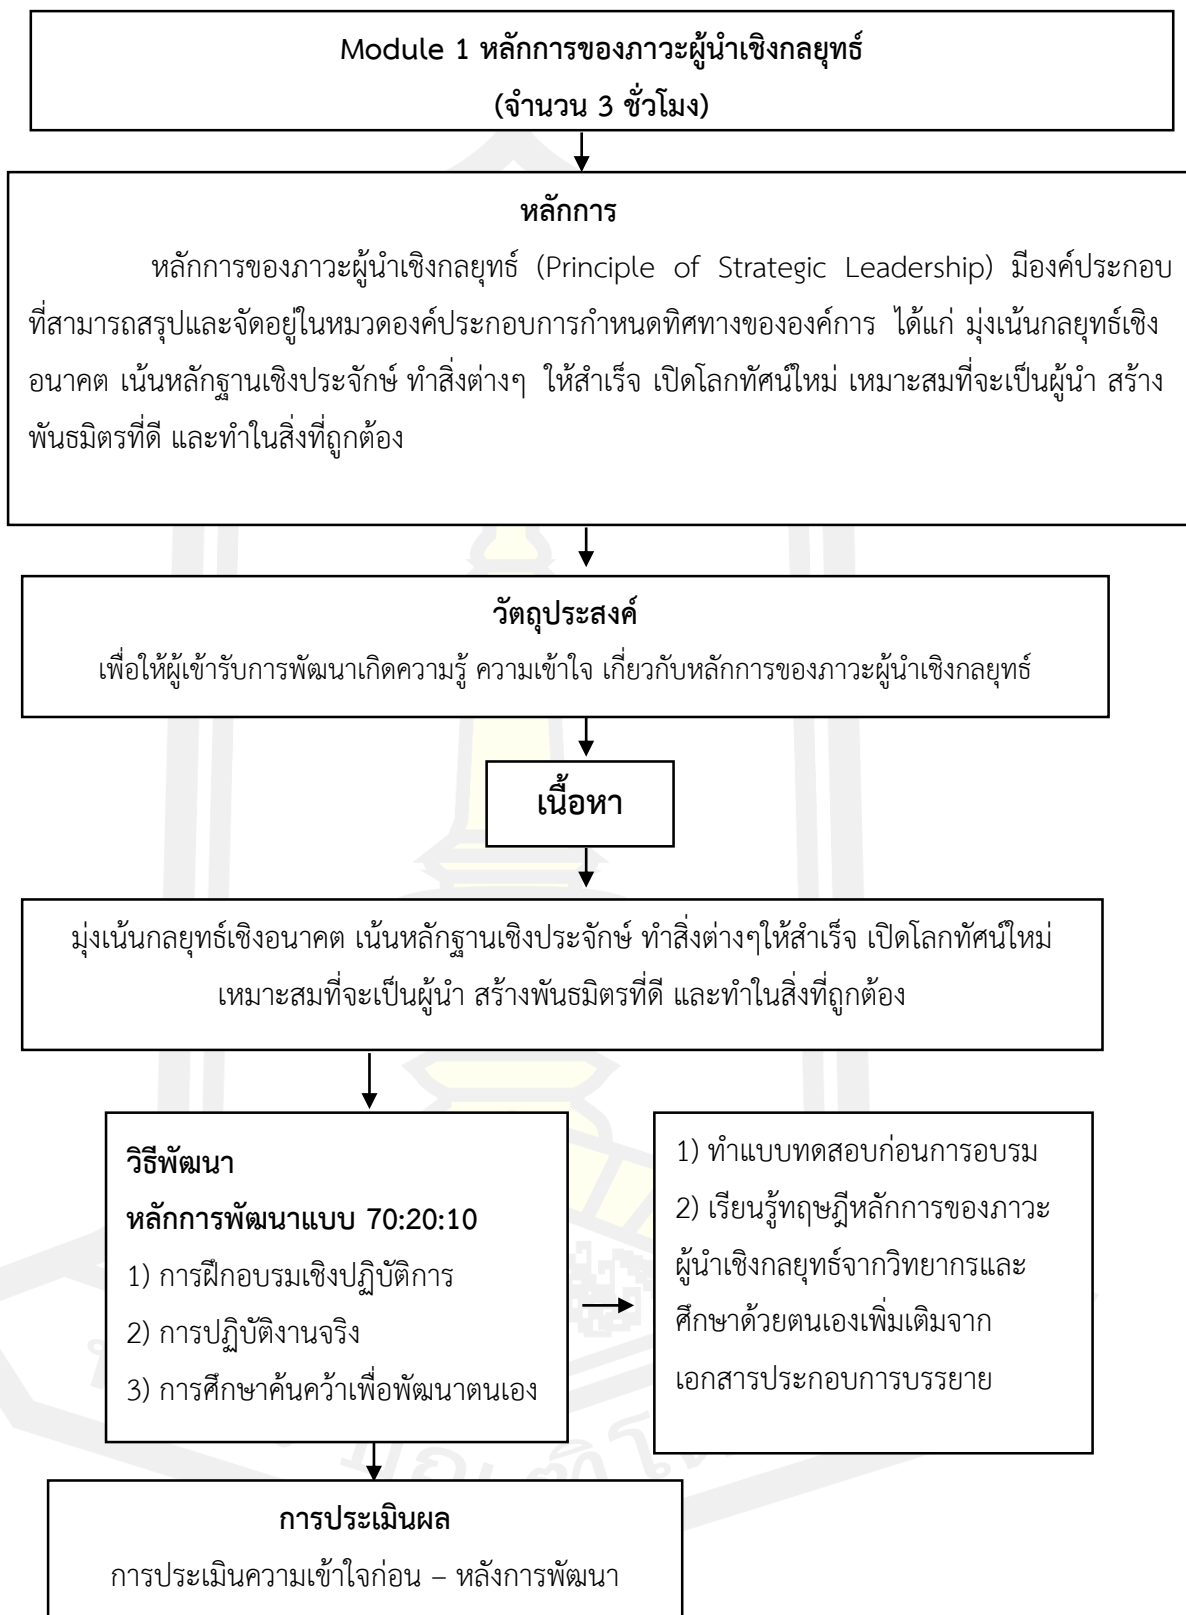 Module 1 หลักการของภาวะผู้นำเชิงกลยุทธ์
(จำนวน 3 ชั่วโมง)
หลักการ
หลักการของภาวะผู้นำเชิงกลยุทธ์ (Principle of Strategic Leadership) มีองค์ประกอบ
ที่สามารถสรุปและจัดอยู่ในหมวดองค์ประกอบการกำหนดทิศทางขององค์การ ได้แก่ มุ่งเน้นกลยุทธ์เชิง
อนาคต เน้นหลักฐานเชิงประจักษ์ ทำสิ่งต่างๆ ให้สำเร็จ เปิดโลกทัศน์ใหม่ เหมาะสมที่จะเป็นผู้นำ สร้าง
พันธมิตรที่ดี และทำในสิ่งที่ถูกต้อง
วัตถุประสงค์
เพื่อให้ผู้เข้ารับการพัฒนาเกิดความรู้ ความเข้าใจ เกี่ยวกับหลักการของภาวะผู้นำเชิงกลยุทธ์
เนื้อหา
มุ่งเน้นกลยุทธ์เชิงอนาคต เน้นหลักฐานเชิงประจักษ์ ทำสิ่งต่างๆให้สำเร็จ เปิดโลกทัศน์ใหม่
เหมาะสมที่จะเป็นผู้นำ สร้างพันธมิตรที่ดี และทำในสิ่งที่ถูกต้อง
วิธีพัฒนา
หลักการพัฒนาแบบ 70:20:10
1) การฝึกอบรมเชิงปฏิบัติการ
2) การปฏิบัติงานจริง
3) การศึกษาค้นคว้าเพื่อพัฒนาตนเอง
1) ทำแบบทดสอบก่อนการอบรม
2) เรียนรู้ทฤษฎีหลักการของภาวะ
ผู้นำเชิงกลยุทธ์จากวิทยากรและ
ศึกษาด้วยตนเองเพิ่มเติมจาก
เอกสารประกอบการบรรยาย
การประเมินผล
การประเมินความเข้าใจก่อน – หลังการพัฒนา